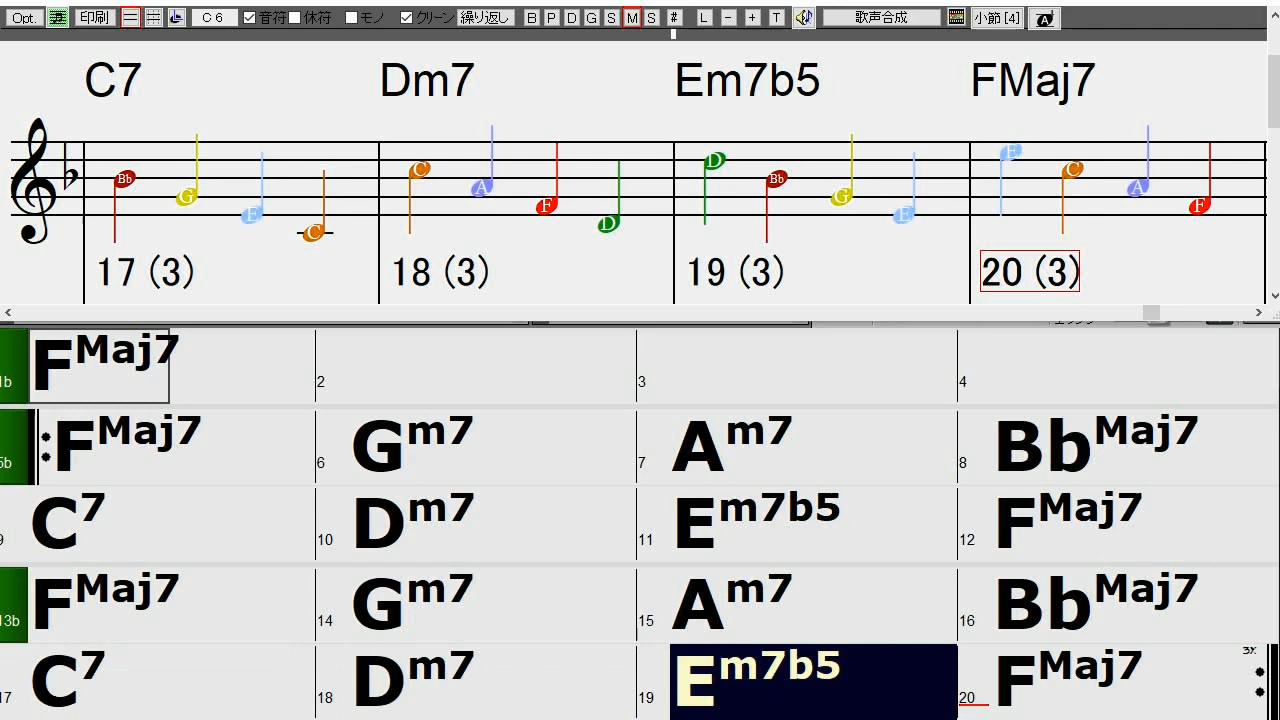 Opt. 印刷 C 6 音符 休符 モノ クリーン 繰り返し B P D G S M S # L - + T 歌声合成 小節 [4] A
C7 Dm7 Em7b5 FMaj7
Bb G E C C A F D D Bb G E E C A F
17 (3) 18 (3) 19 (3) 20 (3)
1b FMaj7 2 3 4
5b FMaj7 6 Gm7 7 Am7 8 BbMaj7
9 C7 10 Dm7 11 Em7b5 12 FMaj7
13b FMaj7 14 Gm7 15 Am7 16 BbMaj7
17 C7 18 Dm7 19 Em7b5 20 FMaj7 3x